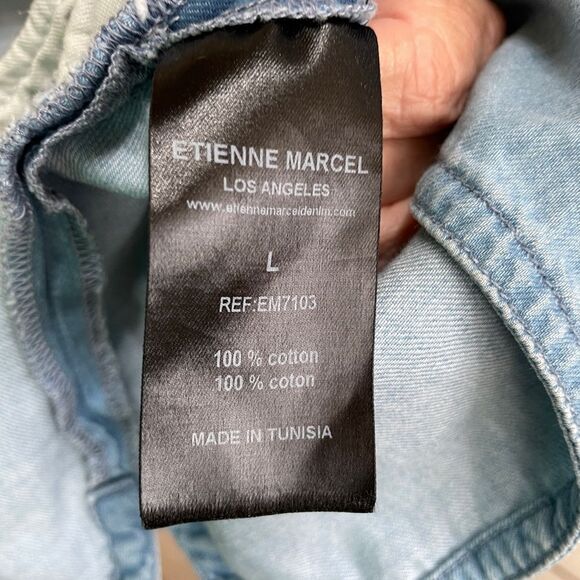 ETIENNE MARCEL
LOS ANGELES
www.etiennemarceldenim.com
L
REF:EM7103
100 % cotton
100 % coton
MADE IN TUNISIA